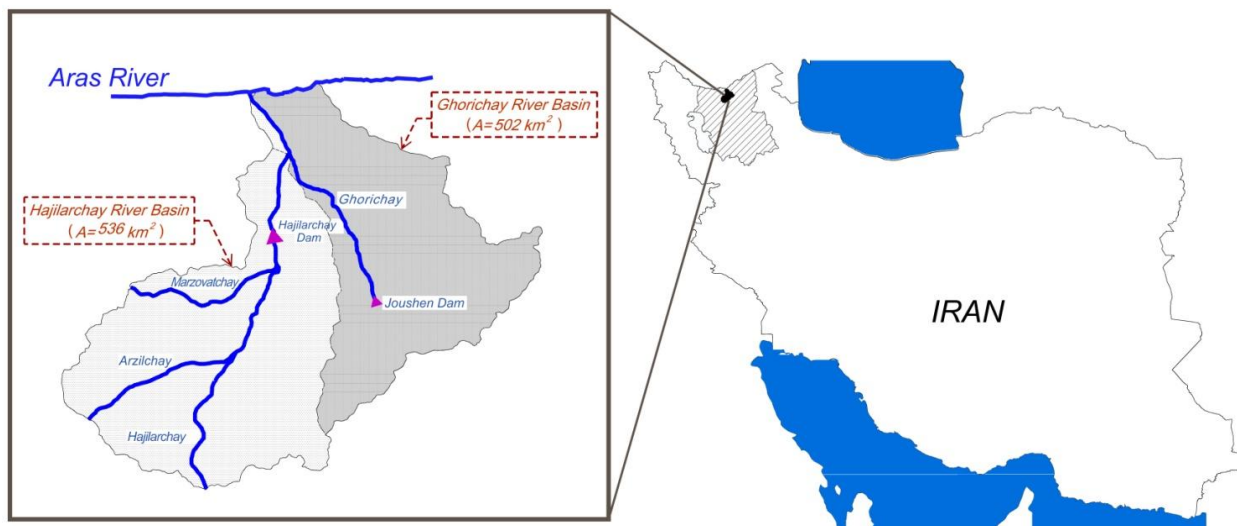 Aras River
Ghorichay River Basin
(A=502 km²)
Ghorichay
Hajilarchay River Basin
(A=536 km²)
Hajilarchay
Dam
Marzovatchay
Joushen Dam
Arzilchay
Hajilarchay
IRAN